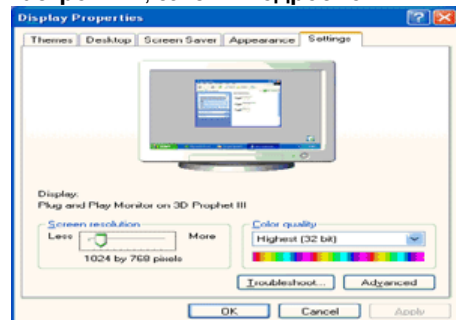 Display Properties
Themes Desktop Screen Saver Appearance Settings
Display:
Plug and Play Monitor on 3D Prophet III
Screen resolution
Less More
1024 by 768 pixels
Color quality
Highest (32 bit)
Troubleshoot... Advanced
OK Cancel Apply